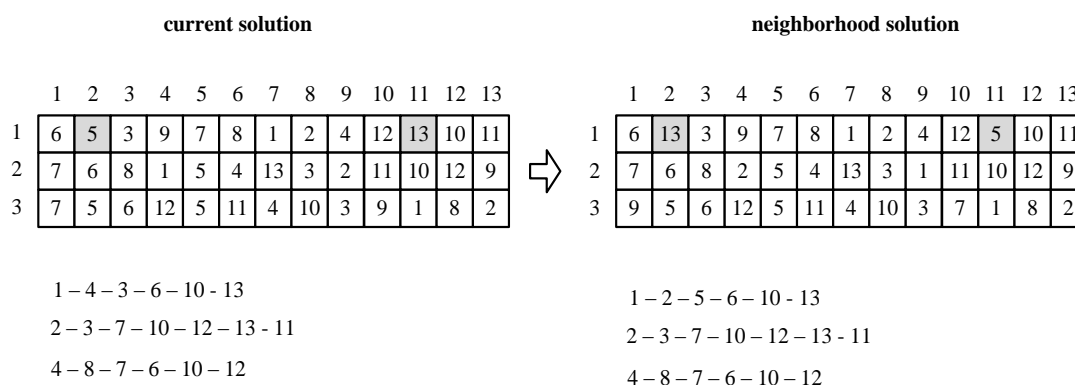 current solution
neighborhood solution
1 2 3 4 5 6 7 8 9 10 11 12 13
1 6 5 3 9 7 8 1 2 4 12 13 10 11
2 7 6 8 1 5 4 13 3 2 11 10 12 9
3 7 5 6 12 5 11 4 10 3 9 1 8 2
1 2 3 4 5 6 7 8 9 10 11 12 13
1 6 13 3 9 7 8 1 2 4 12 5 10 11
2 7 6 8 2 5 4 13 3 1 11 10 12 9
3 9 5 6 12 5 11 4 10 3 7 1 8 2
1 – 4 – 3 – 6 – 10 - 13
2 – 3 – 7 – 10 – 12 – 13 - 11
4 – 8 – 7 – 6 – 10 – 12
1 – 2 – 5 – 6 – 10 - 13
2 – 3 – 7 – 10 – 12 – 13 - 11
4 – 8 – 7 – 6 – 10 – 12